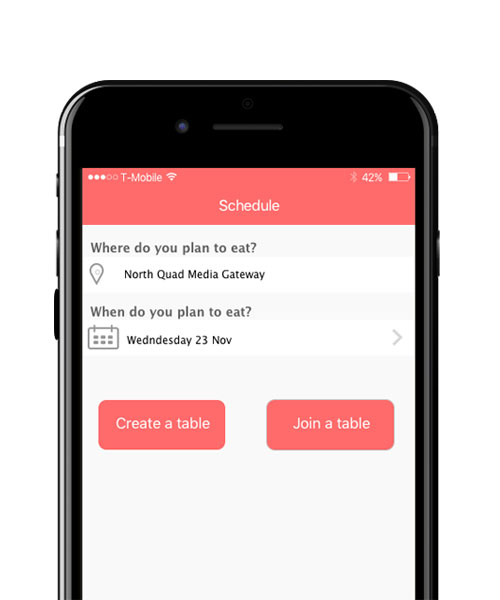 T-Mobile 42%
Schedule
Where do you plan to eat?
North Quad Media Gateway
When do you plan to eat?
Wedndesday 23 Nov
Create a table Join a table